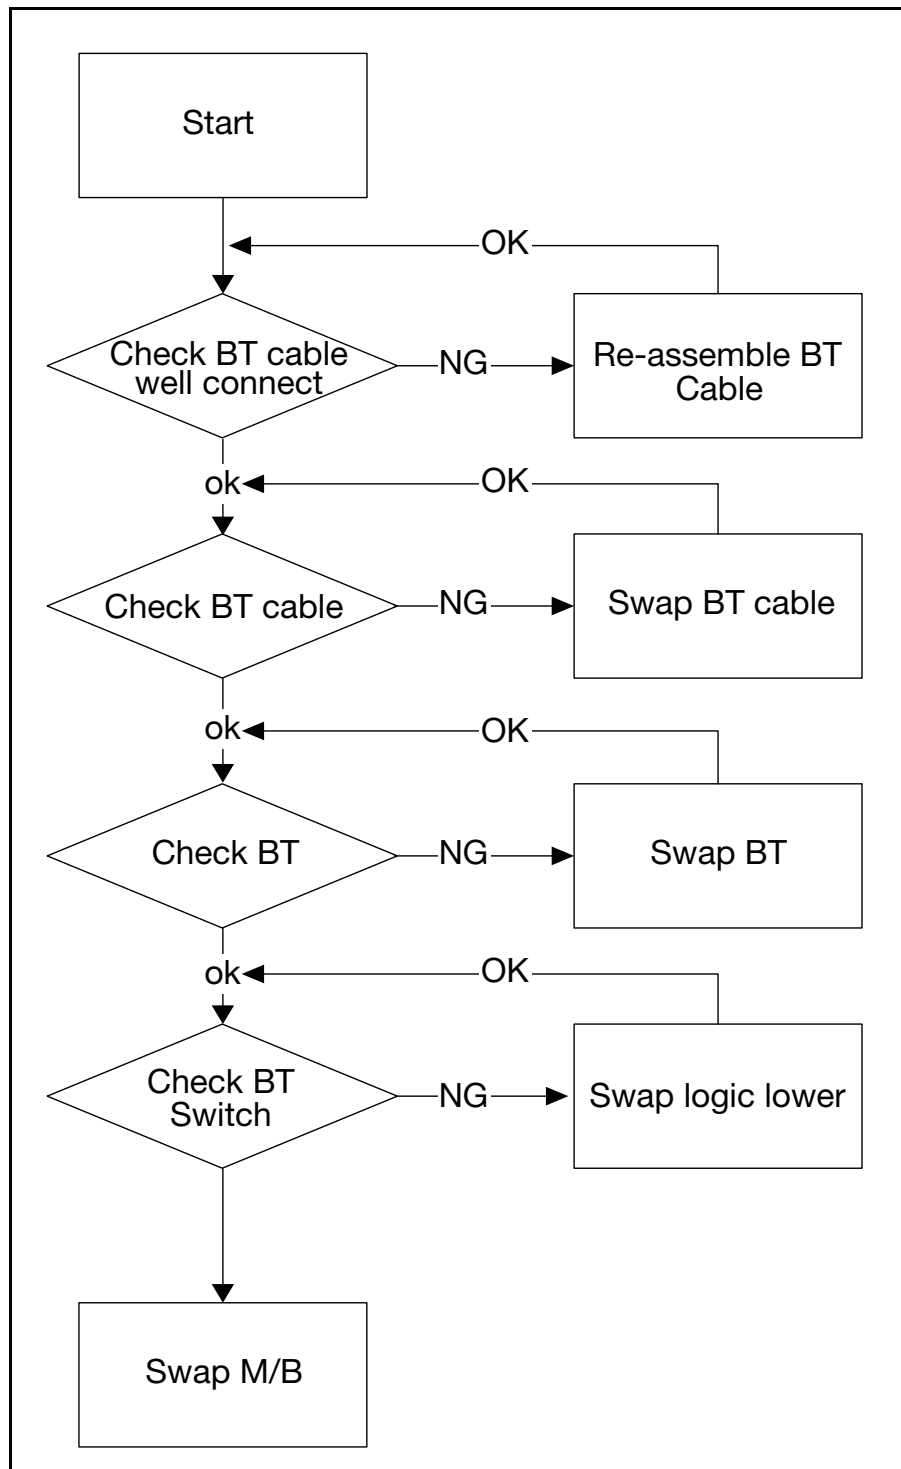 Start
OK
Check BT cable
well connect
NG
Re-assemble BT
Cable
ok
OK
Check BT cable
NG
Swap BT cable
ok
OK
Check BT
NG
Swap BT
ok
OK
Check BT
Switch
NG
Swap logic lower
Swap M/B